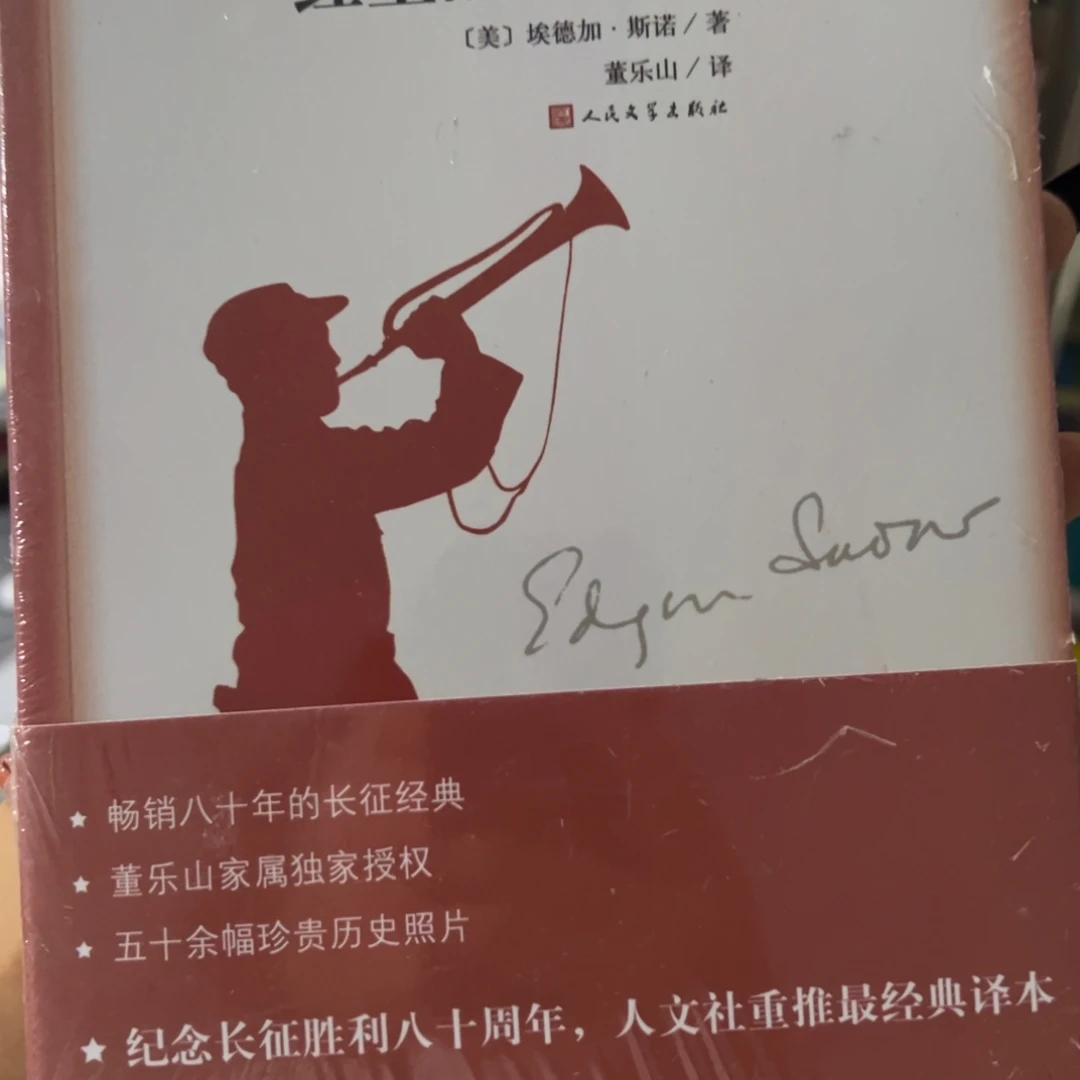 〔美〕埃德加·斯诺/著
董乐山/译
人民文学出版社
Edgar Snow
畅销八十年的长征经典
董乐山家属独家授权
五十余幅珍贵历史照片
纪念长征胜利八十周年，人文社重推最经典译本